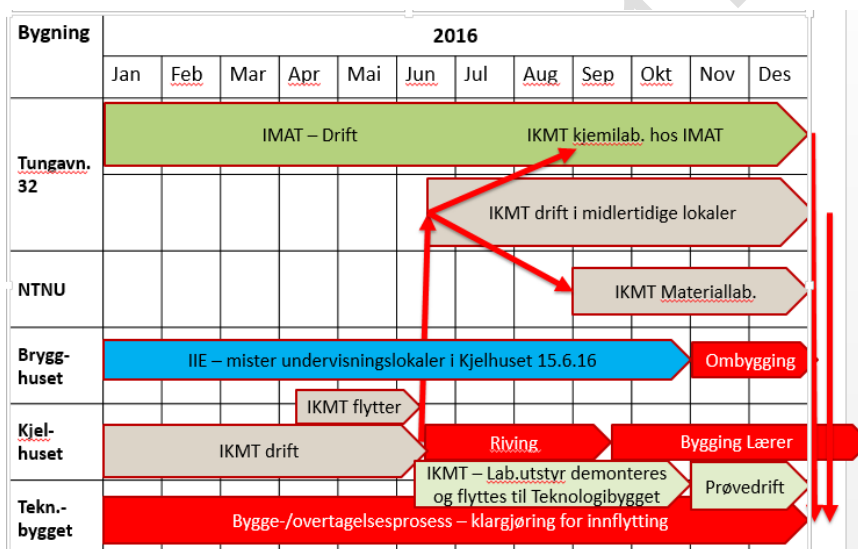 Bygning
2016
Jan Feb Mar Apr Mai Jun Jul Aug Sep Okt Nov Des
Tungavn.
32
IMAT – Drift
IKMT kjemilab. hos IMAT
IKMT drift i midlertidige lokaler
NTNU
IKMT Materiallab.
Brygg-
huset
IIE – mister undervisningslokaler i Kjelhuset 15.6.16
Ombygging
IKMT flytter
Kjel-
huset
IKMT drift
Riving
Bygging Lærer
IKMT – Lab.utstyr demonteres
og flyttes til Teknologibygget
Prøvedrift
Tekn.-
bygget
Bygge-/overtagelsesprosess – klargjøring for innflytting